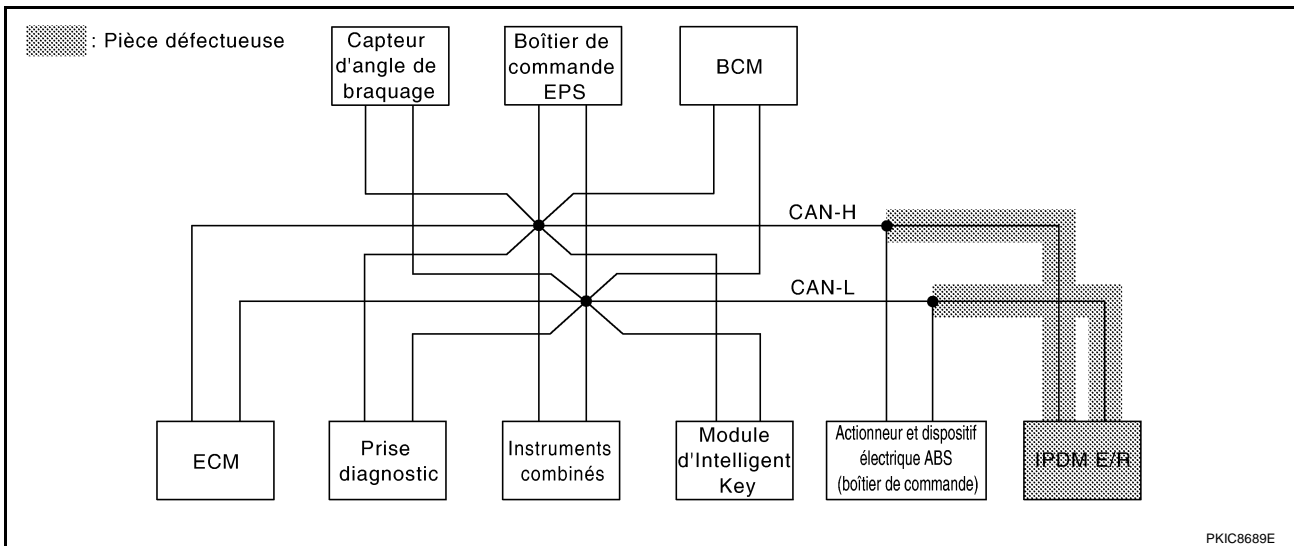 : Pièce défectueuse
Capteur
d'angle de
braquage
Boîtier de
commande
EPS
BCM
CAN-H
CAN-L
ECM
Prise
diagnostic
Instruments
combinés
Module
d'Intelligent
Key
Actionneur et dispositif
électrique ABS
(boîtier de commande)
IPDM E/R
PKIC8689E